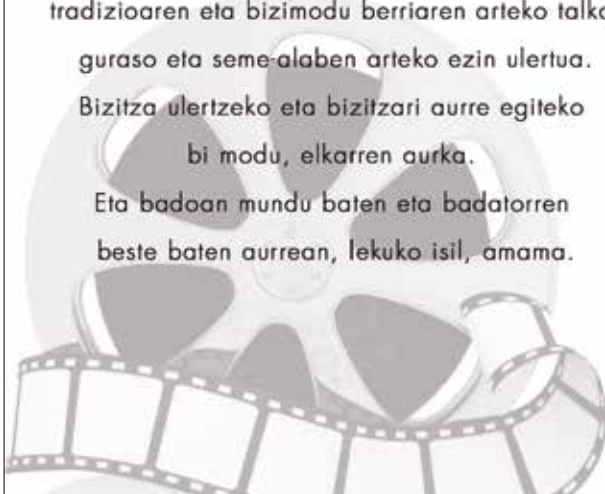 tradizioaren eta bizimodu berriaren arteko talka
guraso eta seme-alaben arteko ezin ulertua.
Bizitza ulertzeko eta bizitzari aurre egiteko
bi modu, elkarren aurka.
Eta badoan mundu baten eta badatorren
beste baten aurrean, lekuko isil, amama.